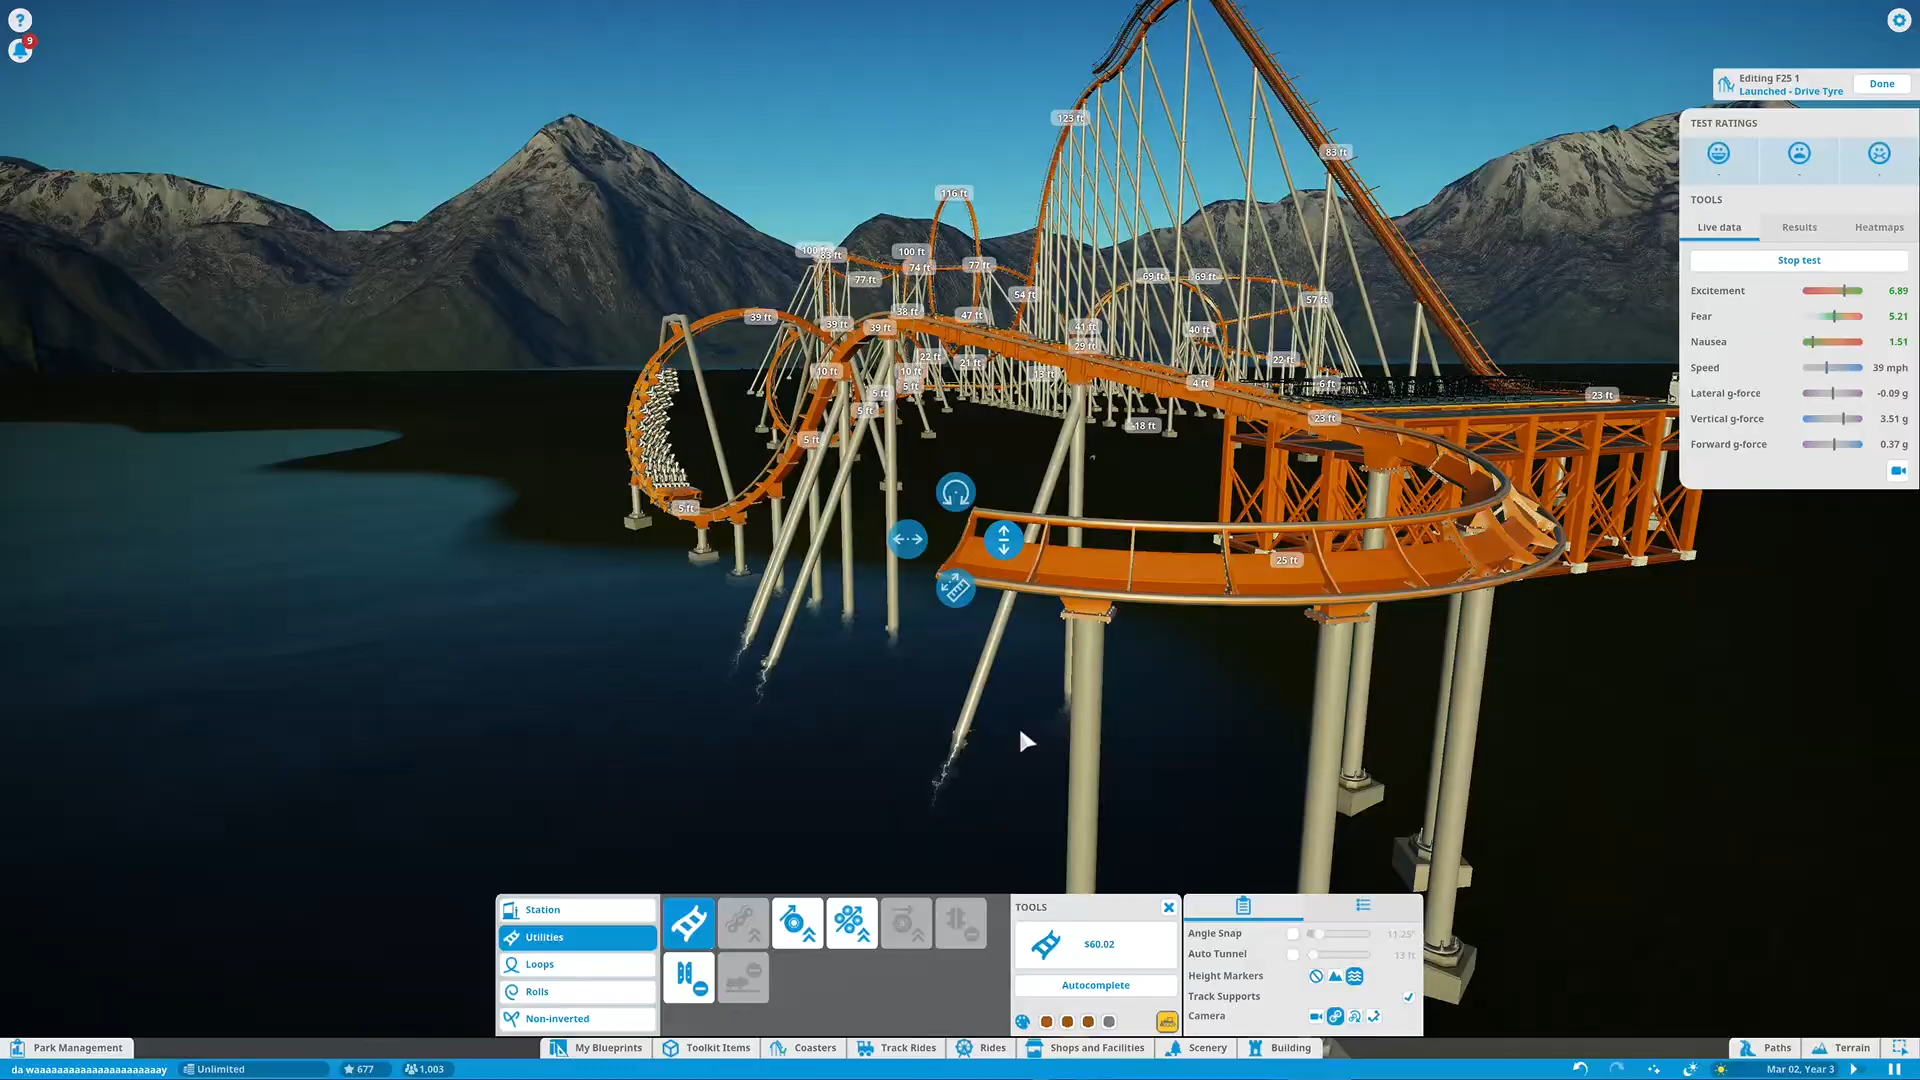 ?
9
Editing F25 1
Launched - Drive Tyre
Done
TEST RATINGS
-
-
-
TOOLS
Live data
Results
Heatmaps
Stop test
Excitement
6.89
Fear
5.21
Nausea
1.51
Speed
39 mph
Lateral g-force
-0.09 g
Vertical g-force
3.51 g
Forward g-force
0.37 g
123 ft
83 ft
116 ft
100 ft
83 ft
100 ft
74 ft
77 ft
77 ft
69 ft
69 ft
54 ft
57 ft
38 ft
47 ft
39 ft
39 ft
39 ft
41 ft
40 ft
29 ft
22 ft
21 ft
22 ft
10 ft
10 ft
13 ft
5 ft
4 ft
6 ft
5 ft
23 ft
5 ft
23 ft
-18 ft
5 ft
5 ft
25 ft
Station
Utilities
Loops
Rolls
Non-inverted
TOOLS
$60.02
Autocomplete
Angle Snap
11.25°
Auto Tunnel
13 ft
Height Markers
Track Supports
Camera
Park Management
My Blueprints
Toolkit Items
Coasters
Track Rides
Rides
Shops and Facilities
Scenery
Building
Paths
Terrain
Unlimited
677
1,003
Mar 02, Year 3